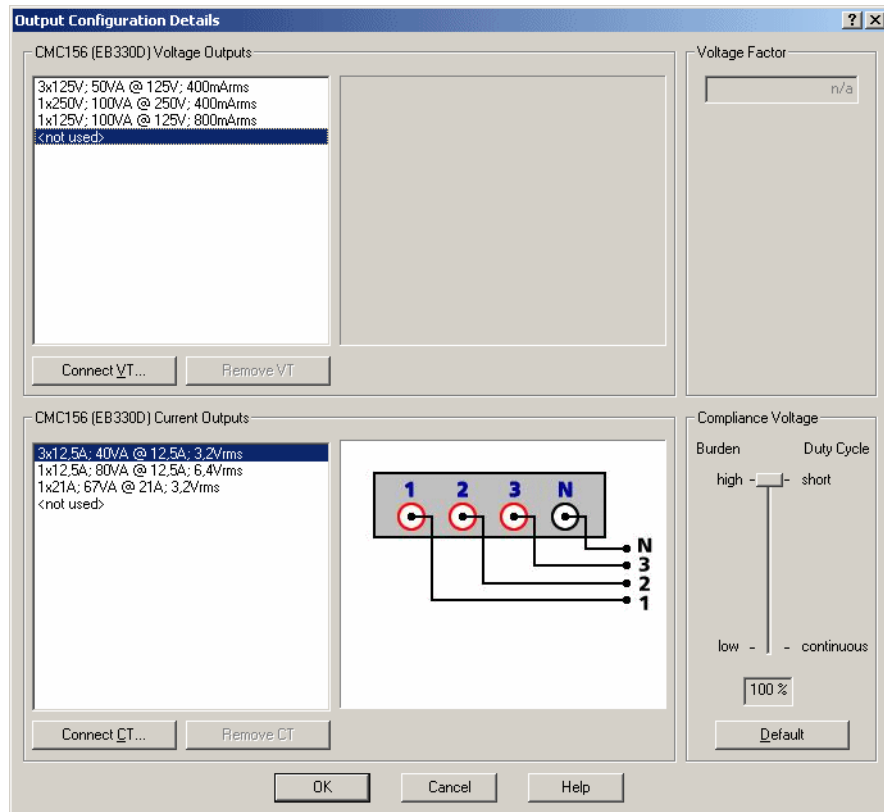 Output Configuration Details
CMC156 (EB330D) Voltage Outputs
3x125V; 50VA @ 125V; 400mArms
1x250V; 100VA @ 250V; 400mArms
1x125V; 100VA @ 125V; 800mArms
<not used>
Connect VT...
Remove VT
Voltage Factor
n/a
CMC156 (EB330D) Current Outputs
3x12,5A; 40VA @ 12,5A; 3,2Vrms
1x12,5A; 80VA @ 12,5A; 6,4Vrms
1x21A; 67VA @ 21A; 3,2Vrms
<not used>
1 2 3 N
N
3
2
1
Connect CT...
Remove CT
Compliance Voltage
Burden Duty Cycle
high - - short
low - - continuous
100 %
Default
OK
Cancel
Help